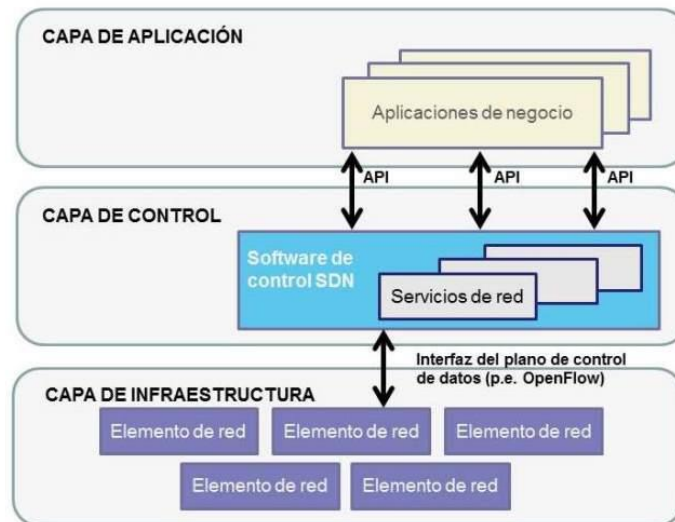 CAPA DE APLICACIÓN
Aplicaciones de negocio
API
API
API
CAPA DE CONTROL
Software de
control SDN
Servicios de red
Interfaz del plano de control
de datos (p.e. OpenFlow)
CAPA DE INFRAESTRUCTURA
Elemento de red
Elemento de red
Elemento de red
Elemento de red
Elemento de red